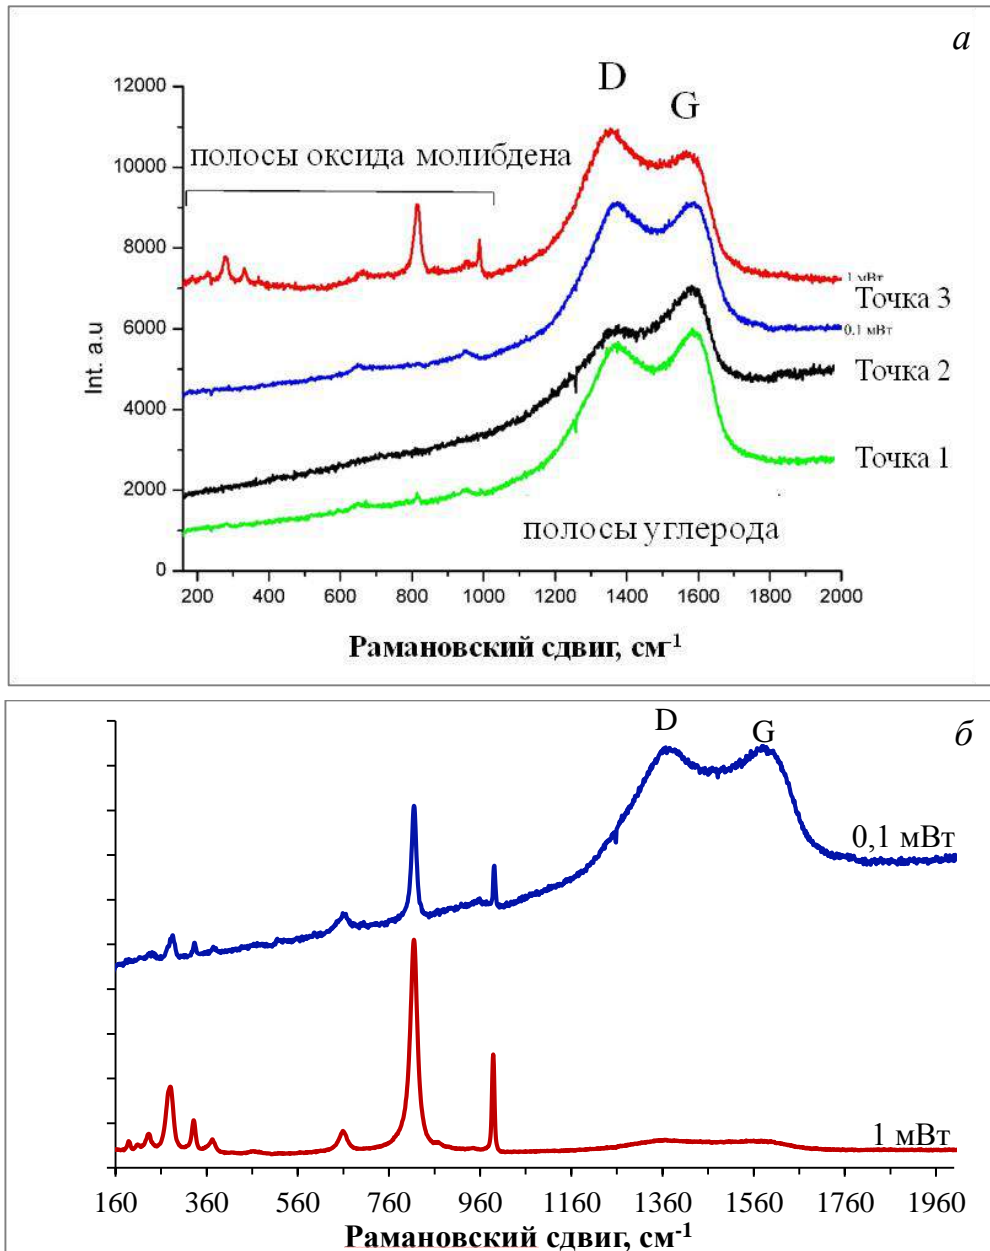 а
D
G
12000
10000
8000
6000
4000
2000
0
Int. a.u
полосы оксида молибдена
1 мВт
Точка 3
0.1 мВт
Точка 2
Точка 1
полосы углерода
200 400 600 800 1000 1200 1400 1600 1800 2000
Рамановский сдвиг, см-1
б
D
G
0,1 мВт
1 мВт
160 360 560 760 960 1160 1360 1560 1760 1960
Рамановский сдвиг, см-1